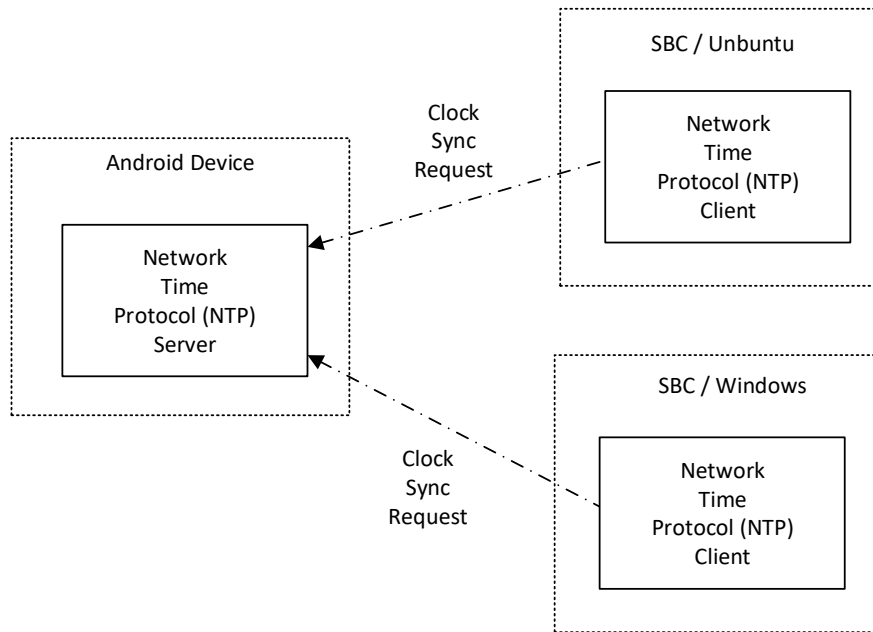 SBC / Unbuntu
Network
Time
Protocol (NTP)
Client
Clock
Sync
Request
Android Device
Network
Time
Protocol (NTP)
Server
SBC / Windows
Network
Time
Protocol (NTP)
Client
Clock
Sync
Request